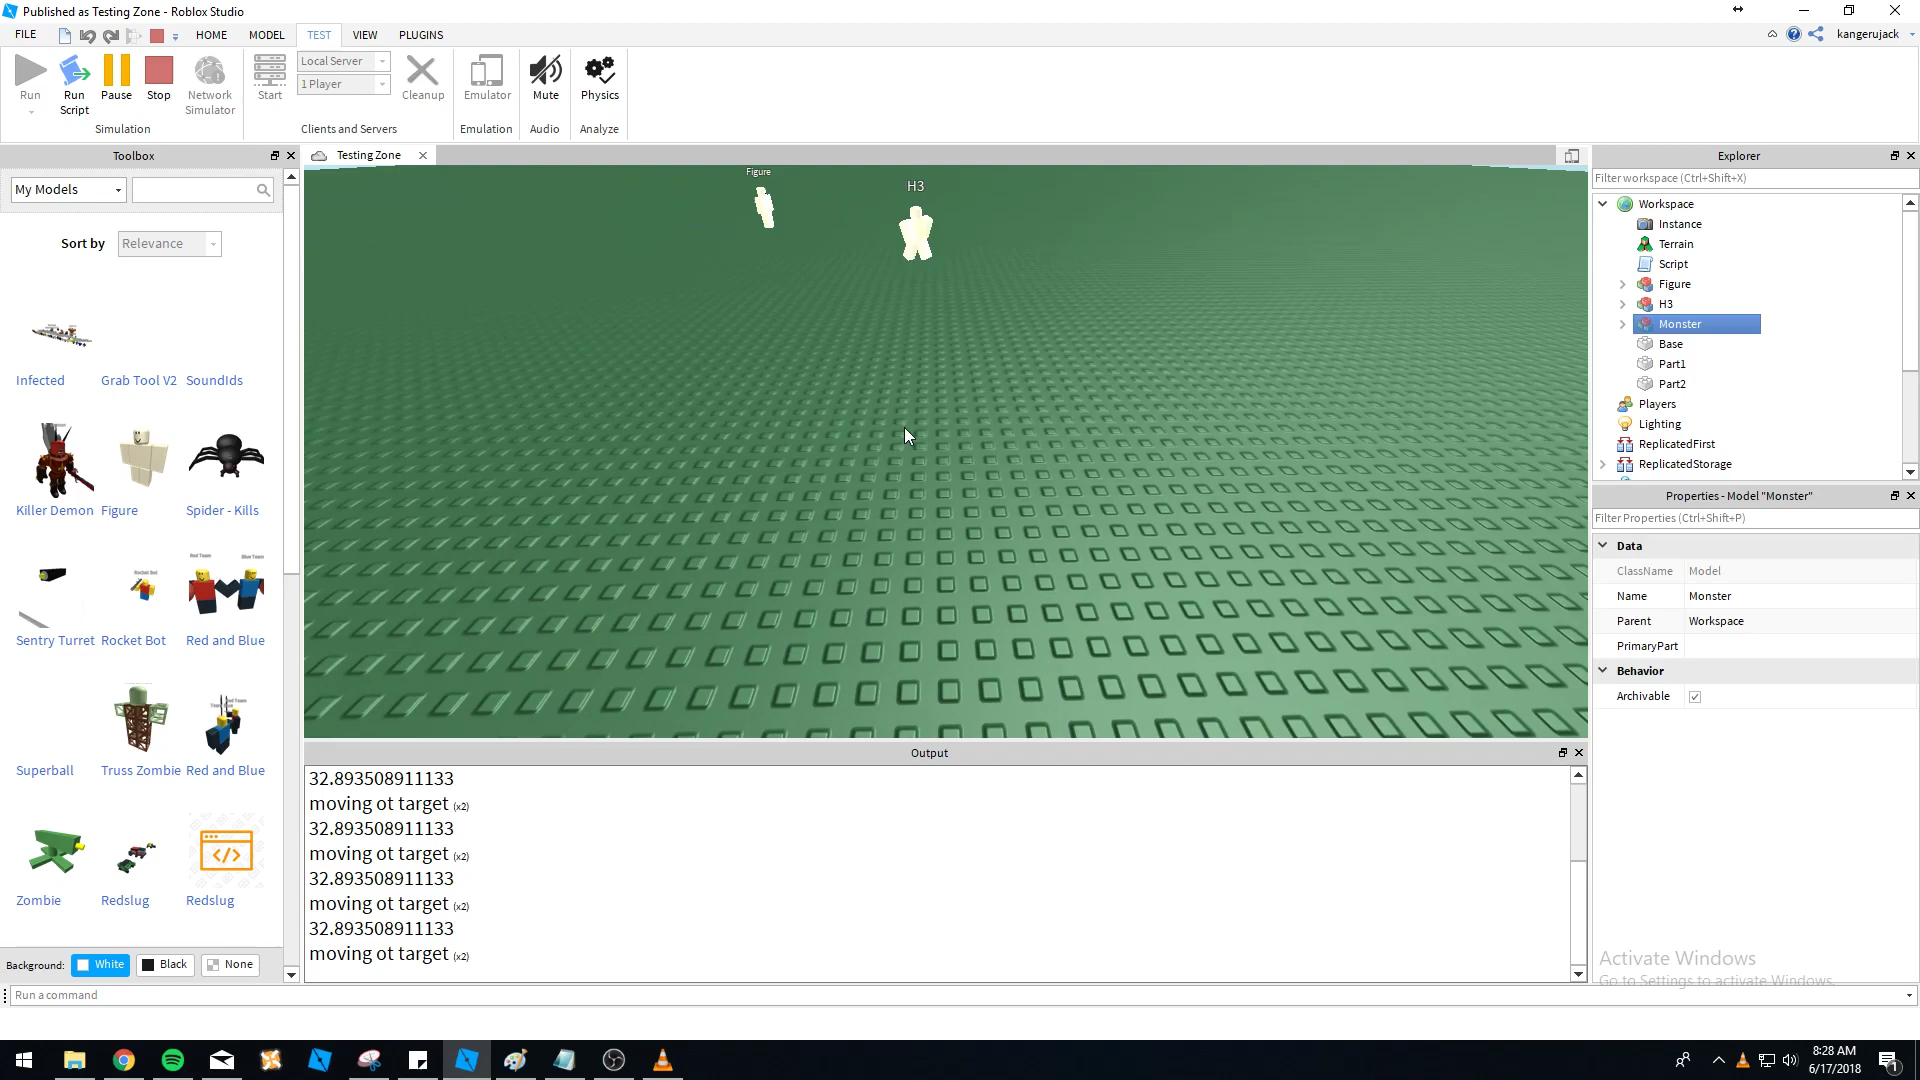 Published as Testing Zone - Roblox Studio
FILE
HOME
MODEL
TEST
VIEW
PLUGINS
kangerujack
Run
Run Script
Pause
Stop
Network Simulator
Simulation
Start
Local Server
1 Player
Cleanup
Clients and Servers
Emulator
Emulation
Mute
Audio
Physics
Analyze
Toolbox
My Models
Sort by
Relevance
Infected
Grab Tool V2
SoundIds
Killer Demon
Figure
Spider - Kills
Red Team
Blue Team
Rocket Bot
Sentry Turret
Rocket Bot
Red and Blue
Superball
Truss Zombie
Red and Blue
Zombie
Redslug
Redslug
Background:
White
Black
None
Testing Zone
Figure
H3
Output
32.893508911133
moving ot target (x2)
32.893508911133
moving ot target (x2)
32.893508911133
moving ot target (x2)
32.893508911133
moving ot target (x2)
Run a command
Explorer
Filter workspace (Ctrl+Shift+X)
Workspace
Instance
Terrain
Script
Figure
H3
Monster
Base
Part1
Part2
Players
Lighting
ReplicatedFirst
ReplicatedStorage
Properties - Model "Monster"
Filter Properties (Ctrl+Shift+P)
Data
ClassName Model
Name Monster
Parent Workspace
PrimaryPart
Behavior
Archivable
Activate Windows
Go to Settings to activate Windows.
8:28 AM
6/17/2018
1